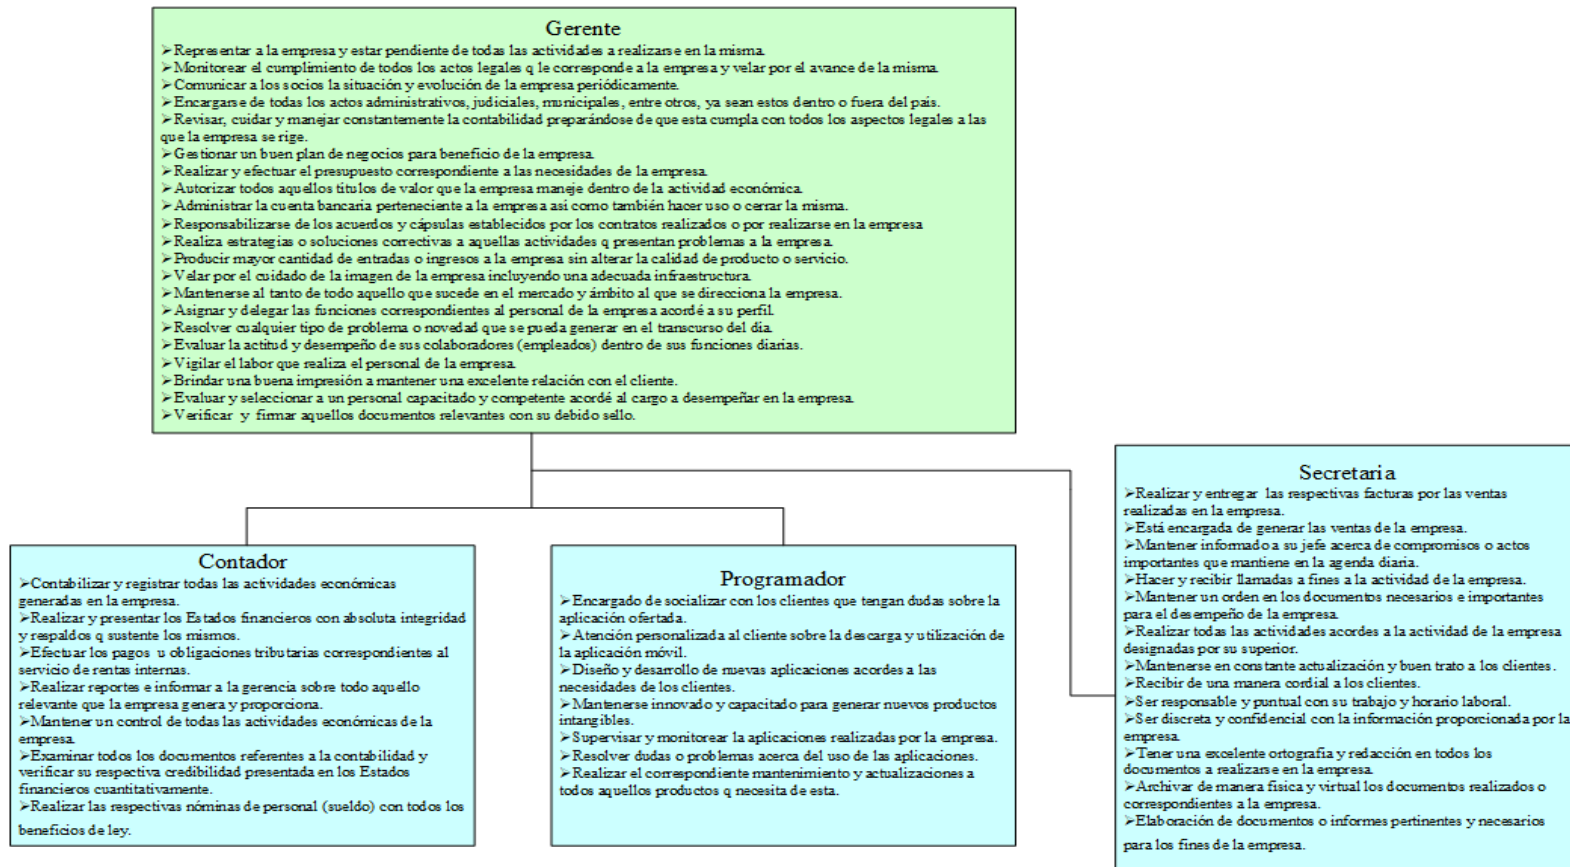 Gerente
➢Representar a la empresa y estar pendiente de todas las actividades a realizarse en la misma.
➢Monitorear el cumplimiento de todos los actos legales q le corresponde a la empresa y velar por el avance de la misma.
➢Comunicar a los socios la situación y evolución de la empresa periódicamente.
➢Encargarse de todas los actos administrativos, judiciales, municipales, entre otros, ya sean estos dentro o fuera del país.
➢Revisar, cuidar y manejar constantemente la contabilidad preparándose de que esta cumpla con todos los aspectos legales a las
que la empresa se rige.
➢Gestionar un buen plan de negocios para beneficio de la empresa.
➢Realizar y efectuar el presupuesto correspondiente a las necesidades de la empresa.
➢Autorizar todos aquellos títulos de valor que la empresa maneje dentro de la actividad económica.
➢Administrar la cuenta bancaria perteneciente a la empresa así como también hacer uso o cerrar la misma.
➢Responsabilizarse de los acuerdos y cápsulas establecidos por los contratos realizados o por realizarse en la empresa
➢Realiza estrategias o soluciones correctivas a aquellas actividades q presentan problemas a la empresa.
➢Producir mayor cantidad de entradas o ingresos a la empresa sin alterar la calidad de producto o servicio.
➢Velar por el cuidado de la imagen de la empresa incluyendo una adecuada infraestructura.
➢Mantenerse al tanto de todo aquello que sucede en el mercado y ámbito al que se direcciona la empresa.
➢Asignar y delegar las funciones correspondientes al personal de la empresa acordé a su perfil.
➢Resolver cualquier tipo de problema o novedad que se pueda generar en el transcurso del día.
➢Evaluar la actitud y desempeño de sus colaboradores (empleados) dentro de sus funciones diarias.
➢Vigilar el labor que realiza el personal de la empresa.
➢Brindar una buena impresión a mantener una excelente relación con el cliente.
➢Evaluar y seleccionar a un personal capacitado y competente acordé al cargo a desempeñar en la empresa.
➢Verificar y firmar aquellos documentos relevantes con su debido sello.
Contador
➢Contabilizar y registrar todas las actividades económicas
generadas en la empresa.
➢Realizar y presentar los Estados financieros con absoluta integridad
y respaldos q sustente los mismos.
➢Efectuar los pagos u obligaciones tributarias correspondientes al
servicio de rentas internas.
➢Realizar reportes e informar a la gerencia sobre todo aquello
relevante que la empresa genera y proporciona.
➢Mantener un control de todas las actividades económicas de la
empresa.
➢Examinar todos los documentos referentes a la contabilidad y
verificar su respectiva credibilidad presentada en los Estados
financieros cuantitativamente.
➢Realizar las respectivas nóminas de personal (sueldo) con todos los
beneficios de ley.
Programador
➢Encargado de socializar con los clientes que tengan dudas sobre la
aplicación ofertada.
➢Atención personalizada al cliente sobre la descarga y utilización de
la aplicación móvil.
➢Diseño y desarrollo de nuevas aplicaciones acordes a las
necesidades de los clientes.
➢Mantenerse innovado y capacitado para generar nuevos productos
intangibles.
➢Supervisar y monitorear la aplicaciones realizadas por la empresa.
➢Resolver dudas o problemas acerca del uso de las aplicaciones.
➢Realizar el correspondiente mantenimiento y actualizaciones a
todos aquellos productos q necesita de esta.
Secretaria
➢Realizar y entregar las respectivas facturas por las ventas
realizadas en la empresa.
➢Está encargada de generar las ventas de la empresa.
➢Mantener informado a su jefe acerca de compromisos o actos
importantes que mantiene en la agenda diaria.
➢Hacer y recibir llamadas a fines a la actividad de la empresa.
➢Mantener un orden en los documentos necesarios e importantes
para el desempeño de la empresa.
➢Realizar todas las actividades acordes a la actividad de la empresa
designadas por su superior.
➢Mantenerse en constante actualización y buen trato a los clientes.
➢Recibir de una manera cordial a los clientes.
➢Ser responsable y puntual con su trabajo y horario laboral.
➢Ser discreta y confidencial con la información proporcionada por la
empresa.
➢Tener una excelente ortografía y redacción en todos los
documentos a realizarse en la empresa.
➢Archivar de manera física y virtual los documentos realizados o
correspondientes a la empresa.
➢Elaboración de documentos o informes pertinentes y necesarios
para los fines de la empresa.